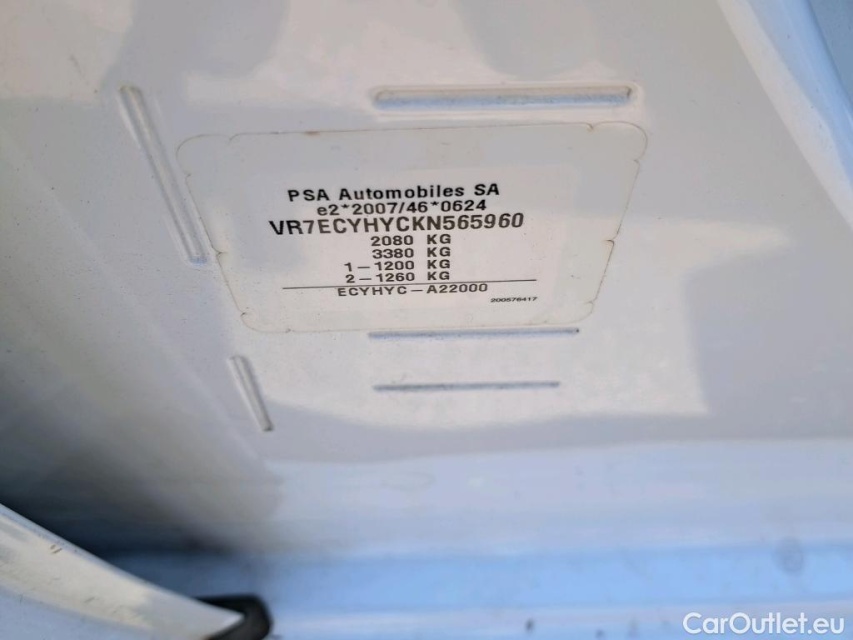 PSA Automobiles SA
e2*2007/46*0624
VR7ECYHYCKN565960
2080 KG
3380 KG
1-1200 KG
2-1260 KG
ECYHYC-A22000
200576417
CarOutlet.eu